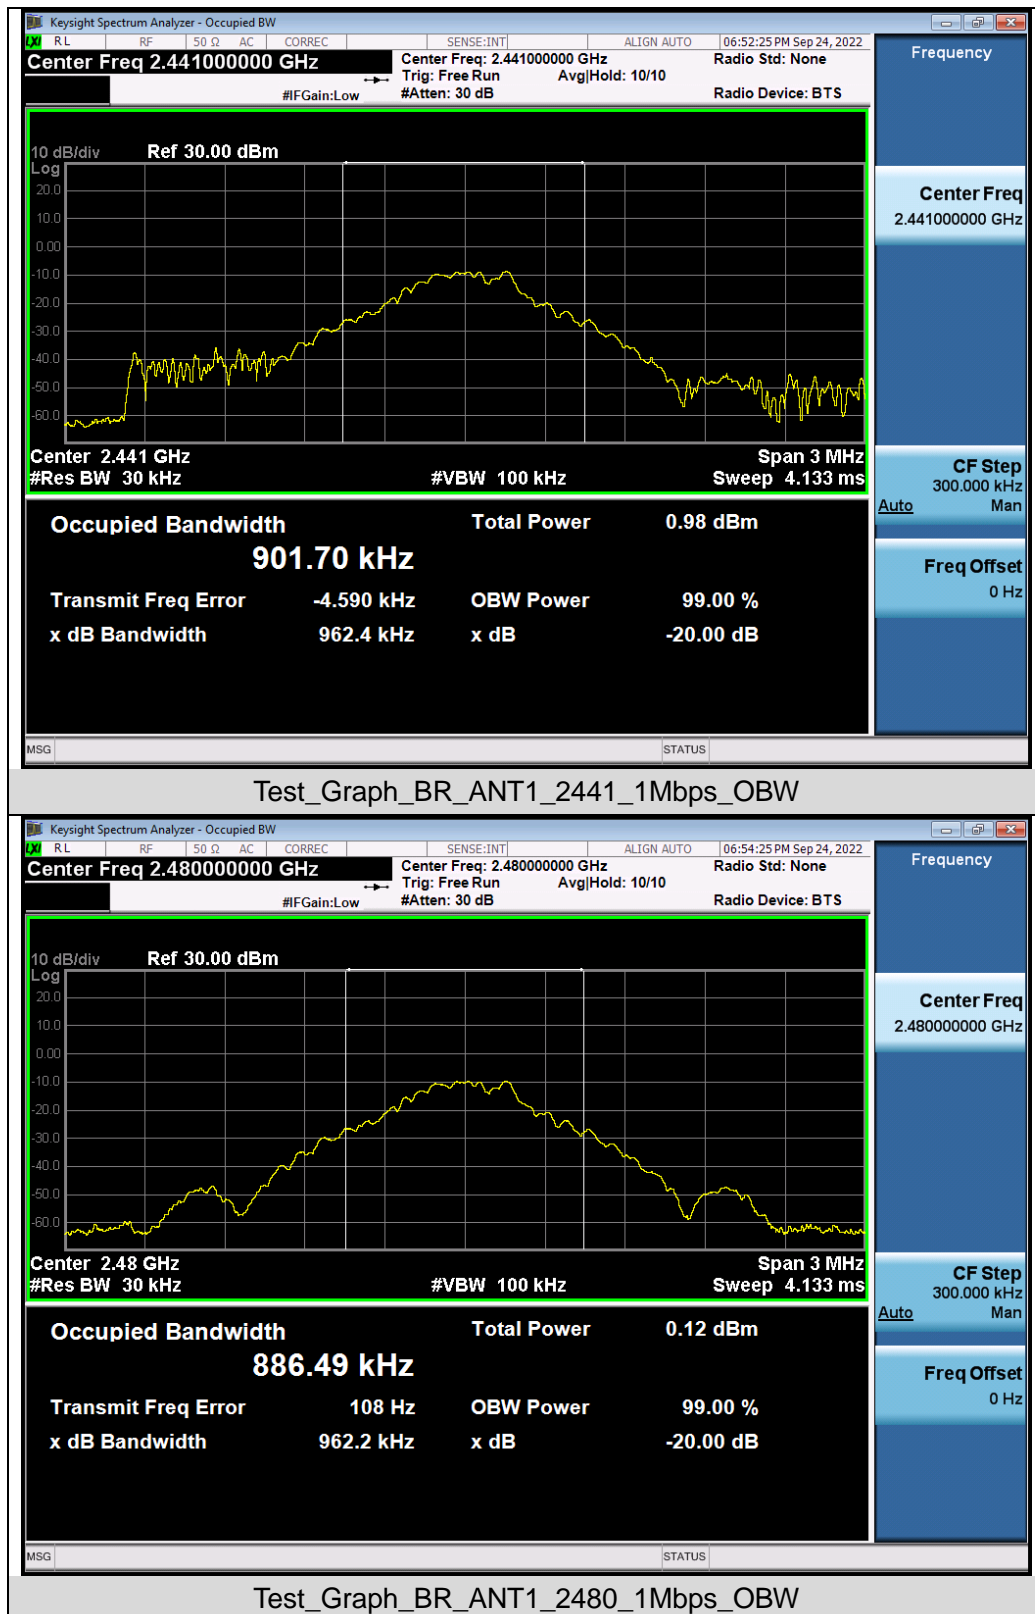 Keysight Spectrum Analyzer - Occupied BW
LXI RL RF 50 Ω AC CORREC SENSE:INT ALIGN AUTO 06:52:25 PM Sep 24, 2022
Center Freq 2.441000000 GHz
Center Freq: 2.441000000 GHz
Radio Std: None
Trig: Free Run Avg|Hold: 10/10
#IFGain:Low #Atten: 30 dB Radio Device: BTS
Frequency
10 dB/div Ref 30.00 dBm
Log
20.0
10.0
0.00
-10.0
-20.0
-30.0
-40.0
-50.0
-60.0
Center 2.441 GHz Span 3 MHz
#Res BW 30 kHz #VBW 100 kHz Sweep 4.133 ms
Center Freq
2.441000000 GHz
CF Step
300.000 kHz
Auto Man
Freq Offset
0 Hz
Occupied Bandwidth Total Power 0.98 dBm
901.70 kHz
Transmit Freq Error -4.590 kHz OBW Power 99.00 %
x dB Bandwidth 962.4 kHz x dB -20.00 dB
MSG STATUS
Test_Graph_BR_ANT1_2441_1Mbps_OBW
Keysight Spectrum Analyzer - Occupied BW
LXI RL RF 50 Ω AC CORREC SENSE:INT ALIGN AUTO 06:54:25 PM Sep 24, 2022
Center Freq 2.480000000 GHz
Center Freq: 2.480000000 GHz
Radio Std: None
Trig: Free Run Avg|Hold: 10/10
#IFGain:Low #Atten: 30 dB Radio Device: BTS
Frequency
10 dB/div Ref 30.00 dBm
Log
20.0
10.0
0.00
-10.0
-20.0
-30.0
-40.0
-50.0
-60.0
Center 2.48 GHz Span 3 MHz
#Res BW 30 kHz #VBW 100 kHz Sweep 4.133 ms
Center Freq
2.480000000 GHz
CF Step
300.000 kHz
Auto Man
Freq Offset
0 Hz
Occupied Bandwidth Total Power 0.12 dBm
886.49 kHz
Transmit Freq Error 108 Hz OBW Power 99.00 %
x dB Bandwidth 962.2 kHz x dB -20.00 dB
MSG STATUS
Test_Graph_BR_ANT1_2480_1Mbps_OBW